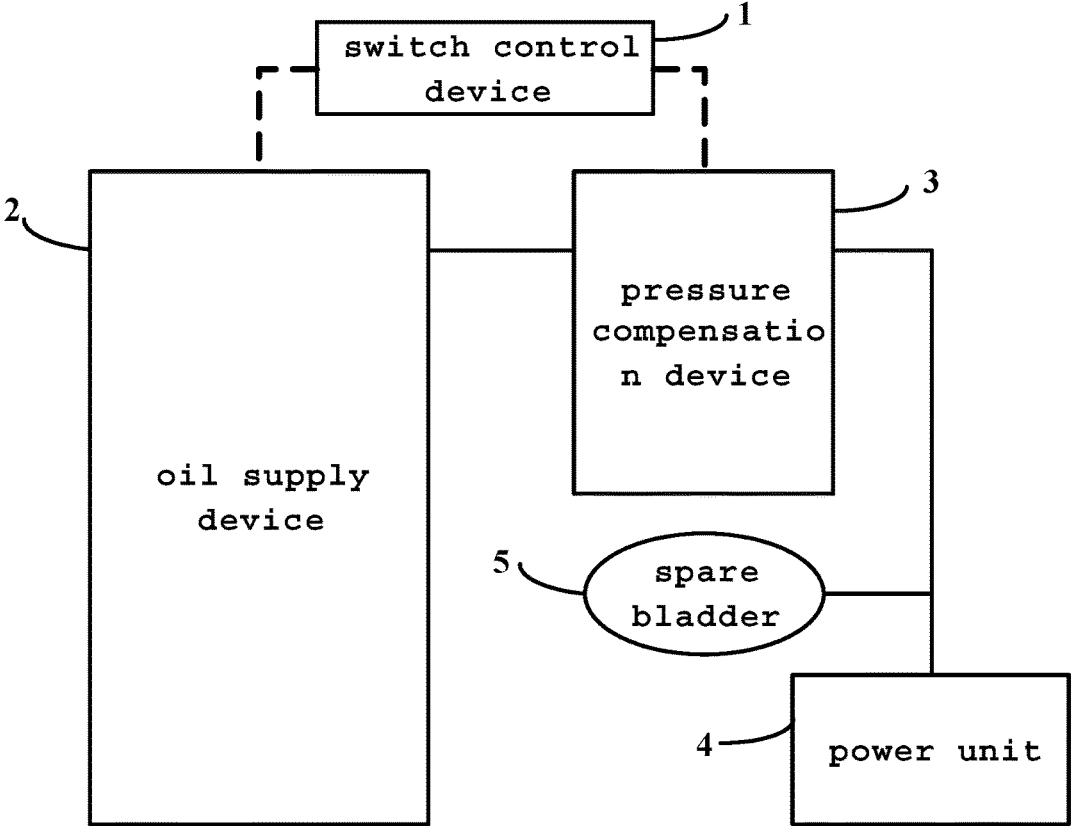 1
switch control
device
2
3
pressure
compensatio
n device
oil supply
device
5
spare
bladder
4
power unit